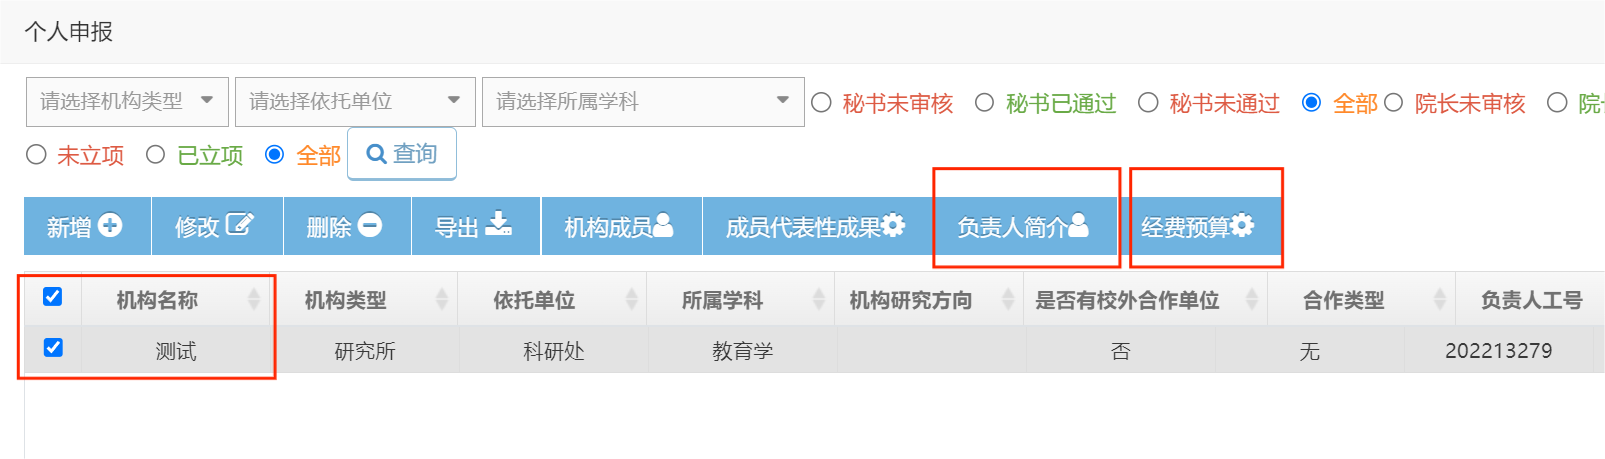 个人申报
请选择机构类型 请选择依托单位 请选择所属学科 秘书未审核 秘书已通过 秘书未通过 全部 院长未审核 院
未立项 已立项 全部 查询
新增 修改 删除 导出 机构成员 成员代表性成果 负责人简介 经费预算
机构名称 机构类型 依托单位 所属学科 机构研究方向 是否有校外合作单位 合作类型 负责人工号
测试 研究所 科研处 教育学 否 无 202213279